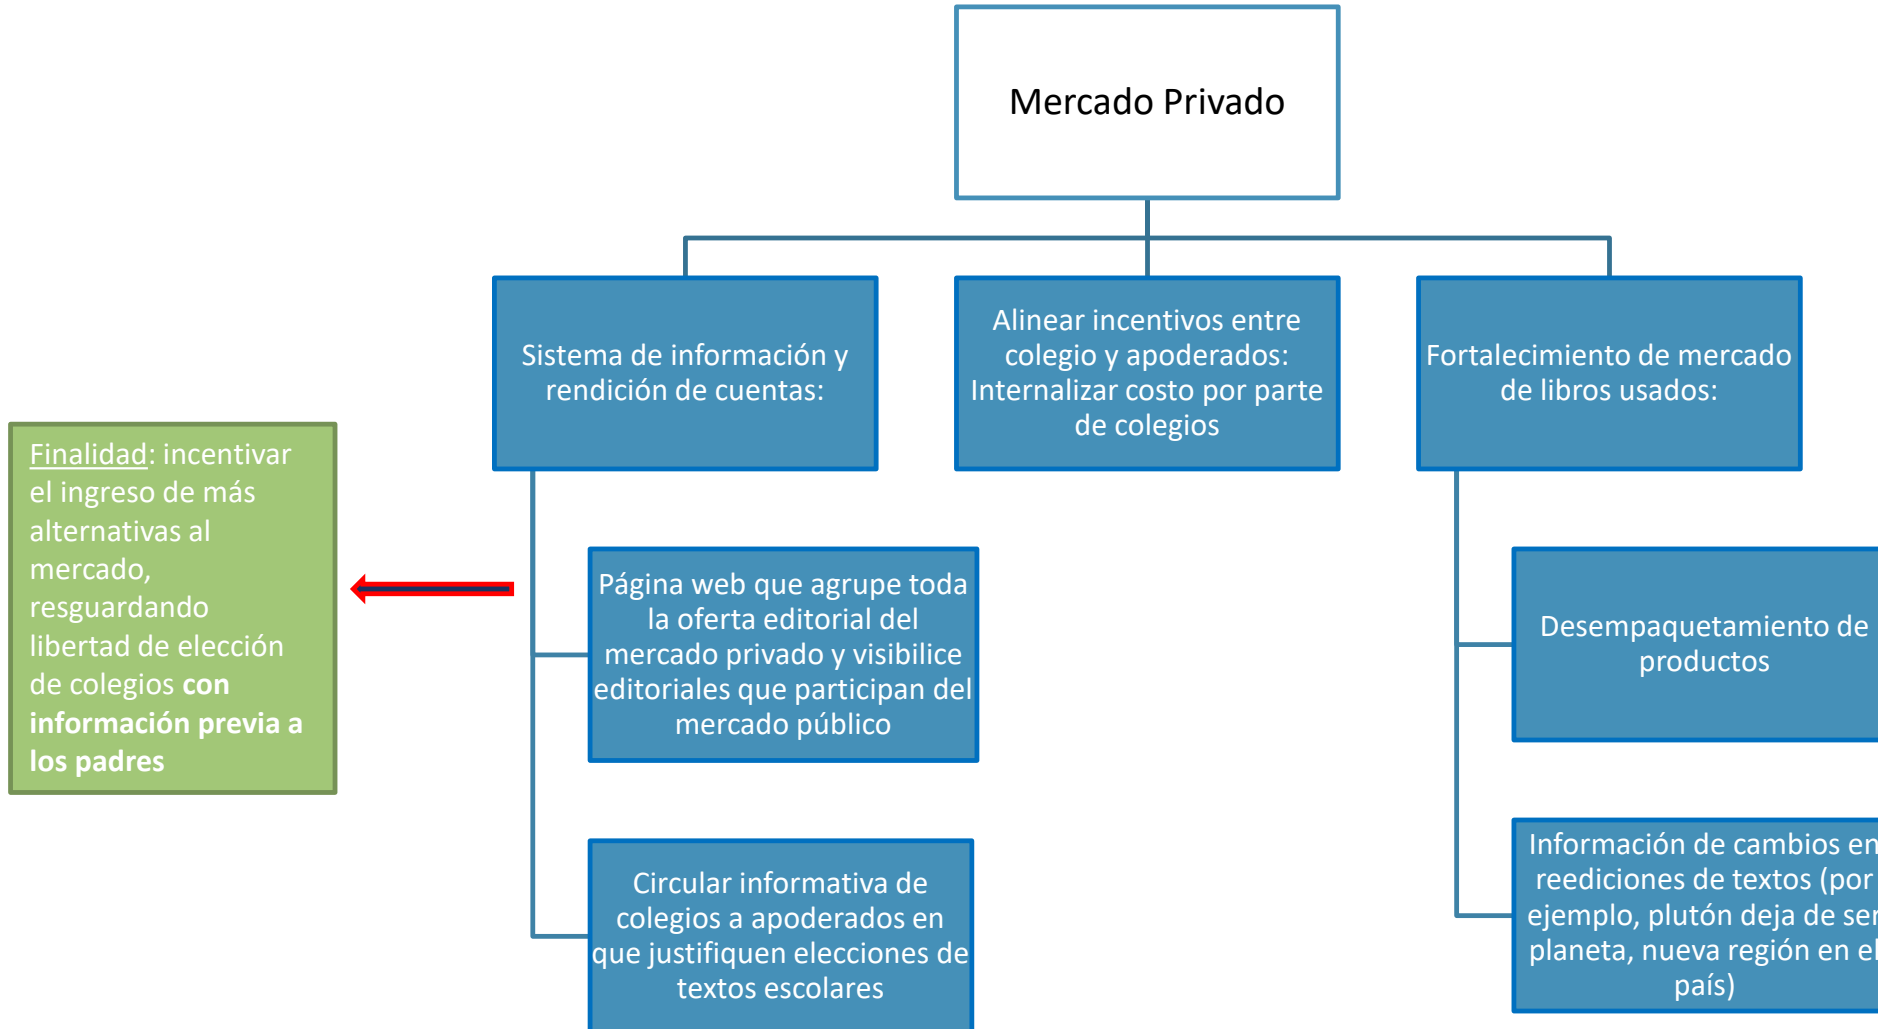 Mercado Privado
Sistema de información y
rendición de cuentas:
Alinear incentivos entre
colegio y apoderados:
Internalizar costo por parte
de colegios
Fortalecimiento de mercado
de libros usados:
Finalidad: incentivar
el ingreso de más
alternativas al
mercado,
resguardando
libertad de elección
de colegios con
información previa a
los padres
Página web que agrupe toda
la oferta editorial del
mercado privado y visibilice
editoriales que participan del
mercado público
Circular informativa de
colegios a apoderados en
que justifiquen elecciones de
textos escolares
Desempaquetamiento de
productos
Información de cambios en
reediciones de textos (por
ejemplo, plutón deja de ser
planeta, nueva región en el
país)